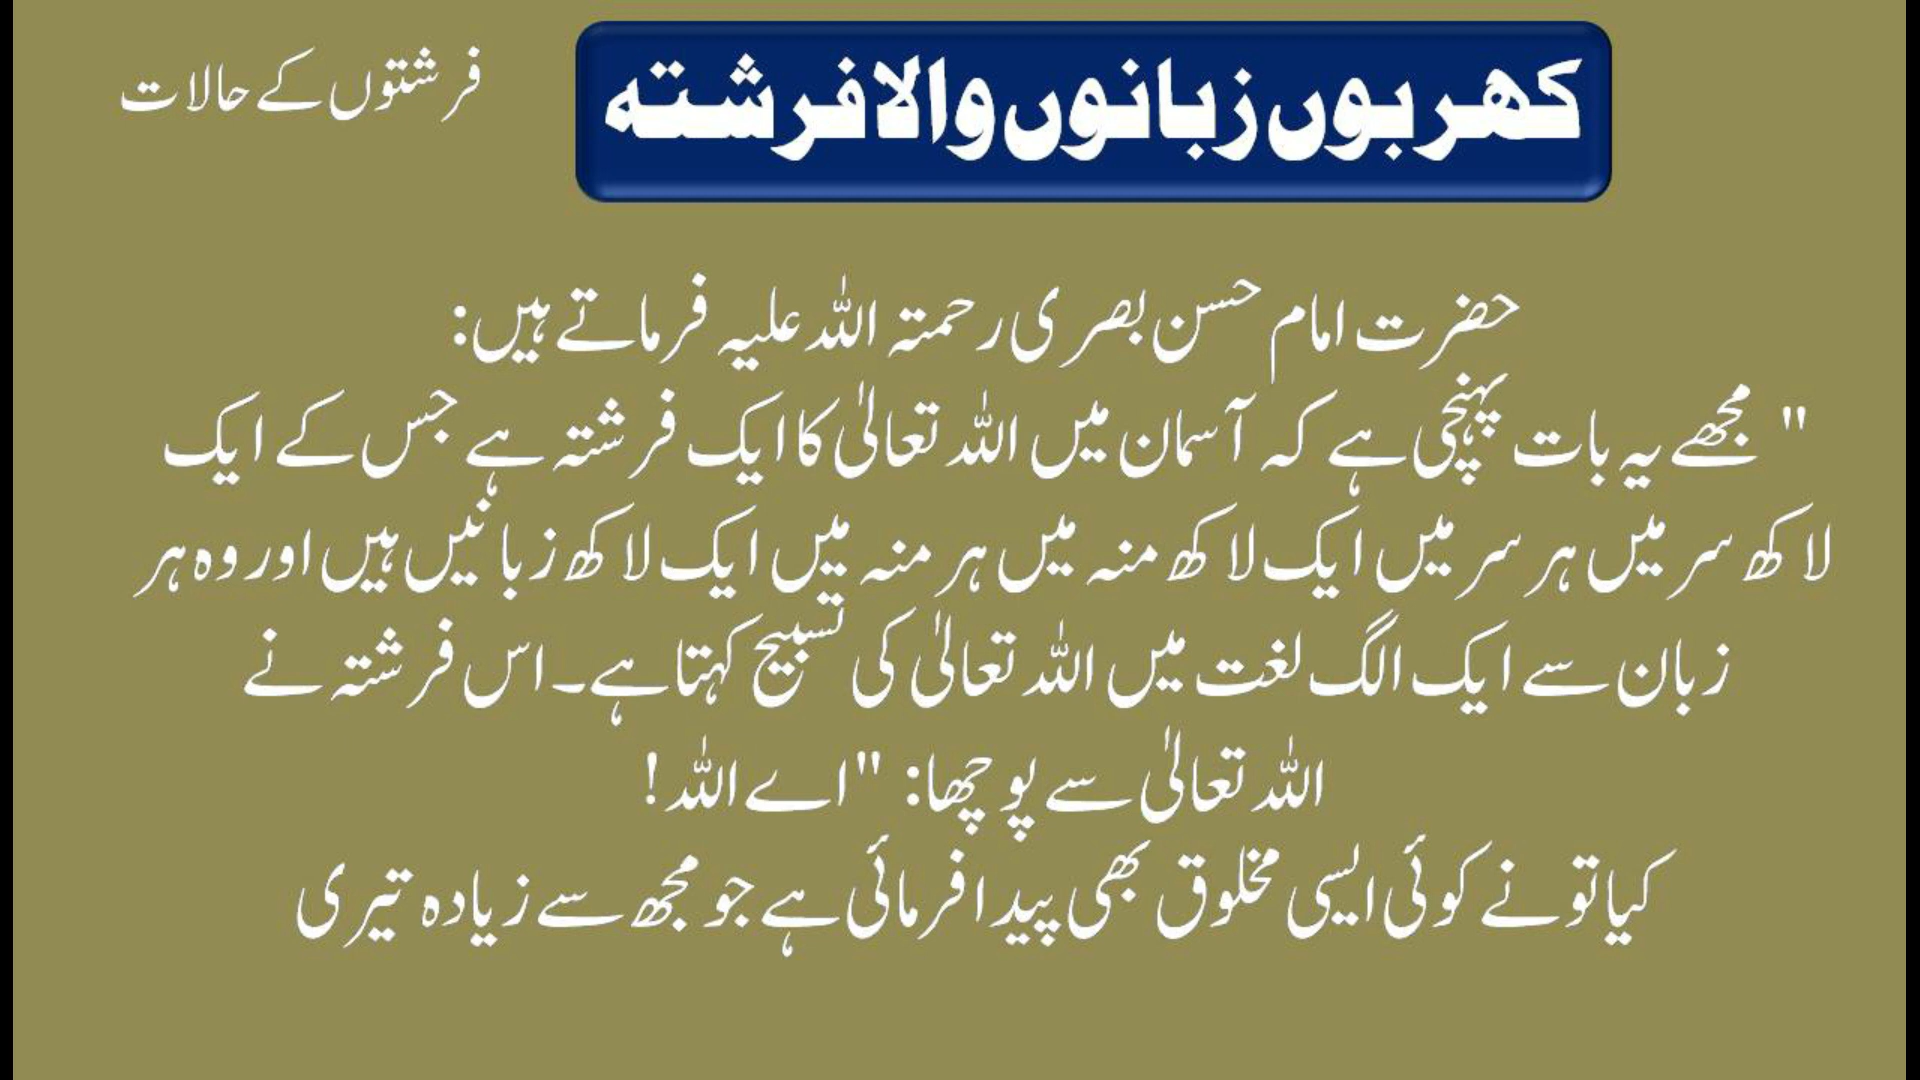 کھربوں زبانوں والا فرشتہ
فرشتوں کے حالات
حضرت امام حسن بصری رحمتہ اللہ علیہ فرماتے ہیں:
" مجھے یہ بات پہنچی ہے کہ آسمان میں اللہ تعالیٰ کا ایک فرشتہ ہے جس کے ایک
لاکھ سر میں ہر سر میں ایک لاکھ منہ میں ہر منہ میں ایک لاکھ زبانیں ہیں اور وہ ہر
زبان سے ایک الگ لغت میں اللہ تعالیٰ کی تسبیح کہتا ہے۔ اس فرشتہ نے
اللہ تعالیٰ سے پوچھا: "اے اللہ!
کیا تو نے کوئی ایسی مخلوق بھی پیدا فرمائی ہے جو مجھ سے زیادہ تیری